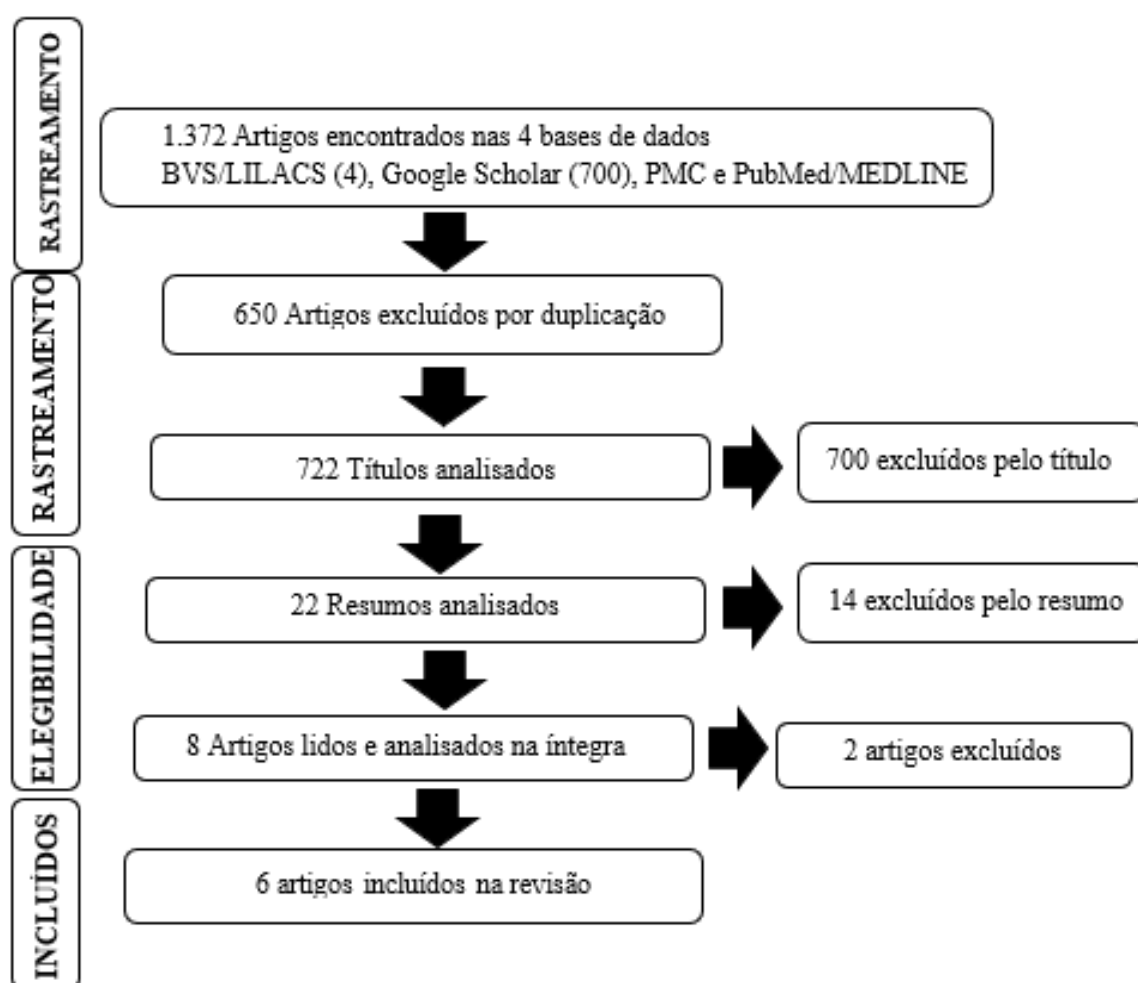 RASTREAMENTO
1.372 Artigos encontrados nas 4 bases de dados
BVS/LILACS (4), Google Scholar (700), PMC e PubMed/MEDLINE
RASTREAMENTO
650 Artigos excluídos por duplicação
722 Títulos analisados
700 excluídos pelo título
ELEGIBILIDADE
22 Resumos analisados
14 excluídos pelo resumo
8 Artigos lidos e analisados na íntegra
2 artigos excluídos
INCLUÍDOS
6 artigos incluídos na revisão